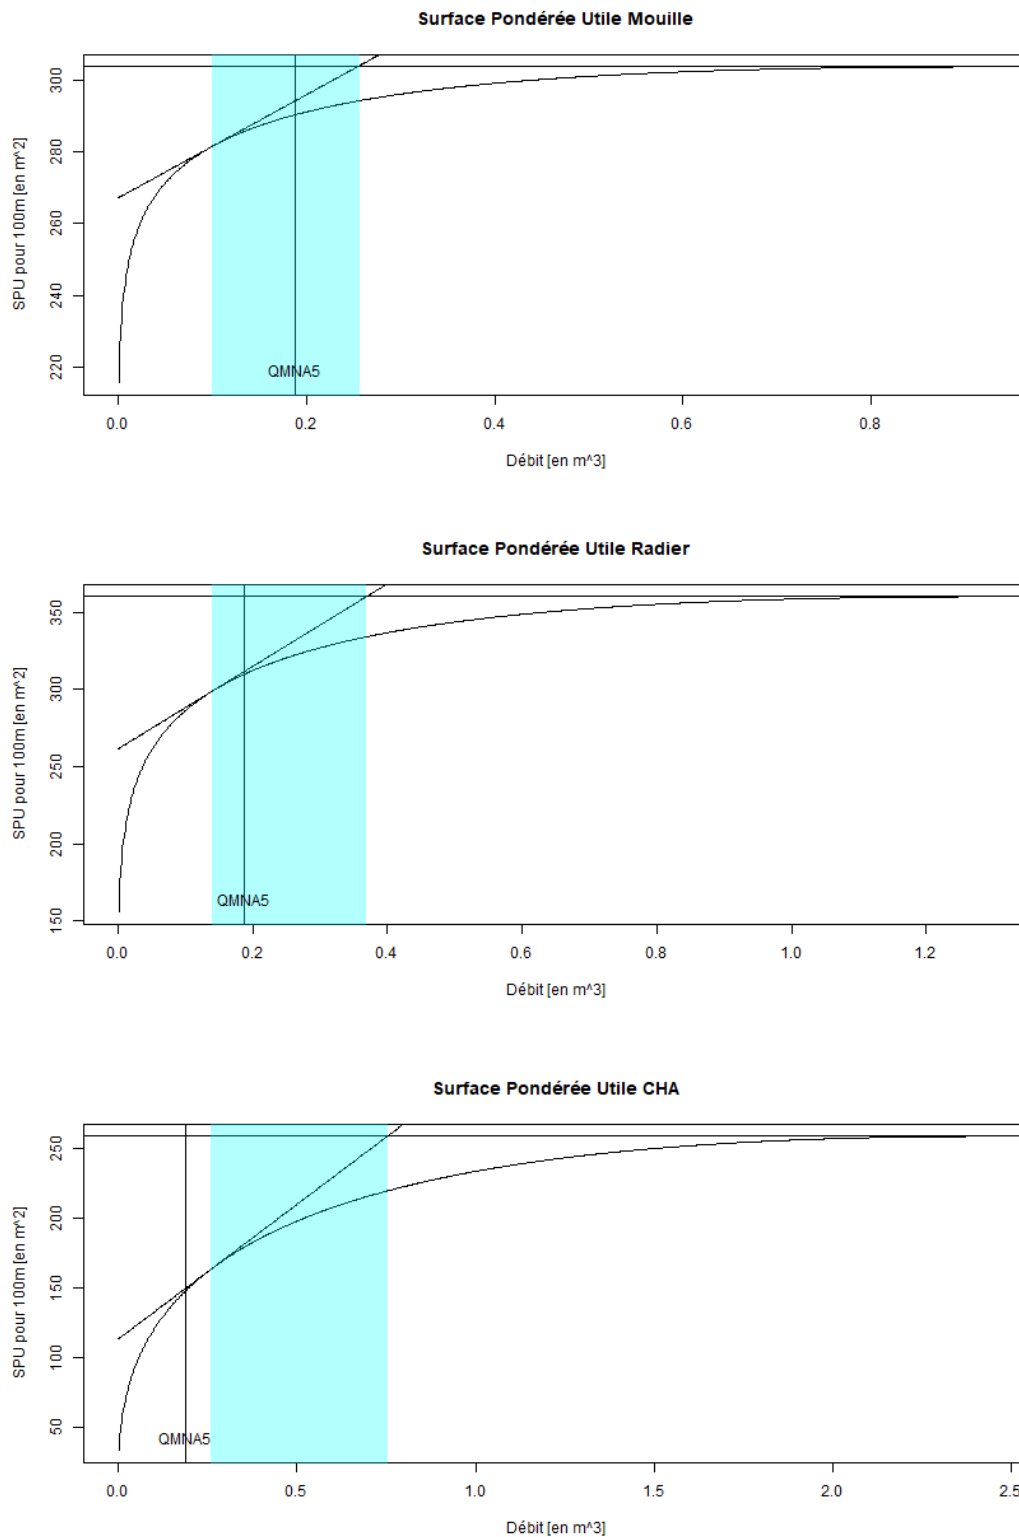 Surface Pondérée Utile Mouille
SPU pour 100m [en m^2]
300
280
260
240
220
QMNA5
0.0 0.2 0.4 0.6 0.8
Débit [en m^3]
Surface Pondérée Utile Radier
SPU pour 100m [en m^2]
350
300
250
200
150
QMNA5
0.0 0.2 0.4 0.6 0.8 1.0 1.2
Débit [en m^3]
Surface Pondérée Utile CHA
SPU pour 100m [en m^2]
250
200
150
100
50
QMNA5
0.0 0.5 1.0 1.5 2.0 2.5
Débit [en m^3]